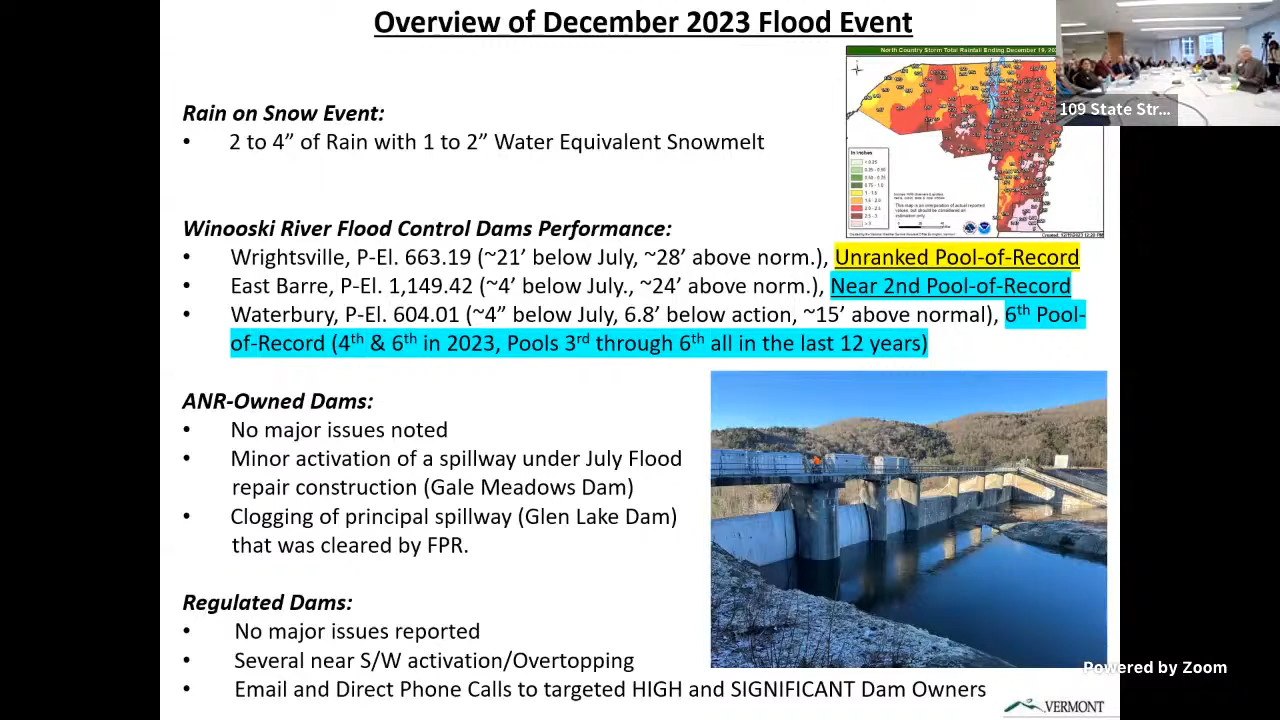 Overview of December 2023 Flood Event
North Country Storm Total Rainfall Ending December 19, 202
109 State Str...
Rain on Snow Event:
• 2 to 4” of Rain with 1 to 2” Water Equivalent Snowmelt
In Inches
Winooski River Flood Control Dams Performance:
• Wrightsville, P-El. 663.19 (~21’ below July, ~28’ above norm.), Unranked Pool-of-Record
• East Barre, P-El. 1,149.42 (~4’ below July., ~24’ above norm.), Near 2nd Pool-of-Record
• Waterbury, P-El. 604.01 (~4” below July, 6.8’ below action, ~15’ above normal), 6th Pool-
of-Record (4th & 6th in 2023, Pools 3rd through 6th all in the last 12 years)
ANR-Owned Dams:
• No major issues noted
• Minor activation of a spillway under July Flood
repair construction (Gale Meadows Dam)
• Clogging of principal spillway (Glen Lake Dam)
that was cleared by FPR.
Regulated Dams:
• No major issues reported
• Several near S/W activation/Overtopping
• Email and Direct Phone Calls to targeted HIGH and SIGNIFICANT Dam Owners
Powered by Zoom
VERMONT